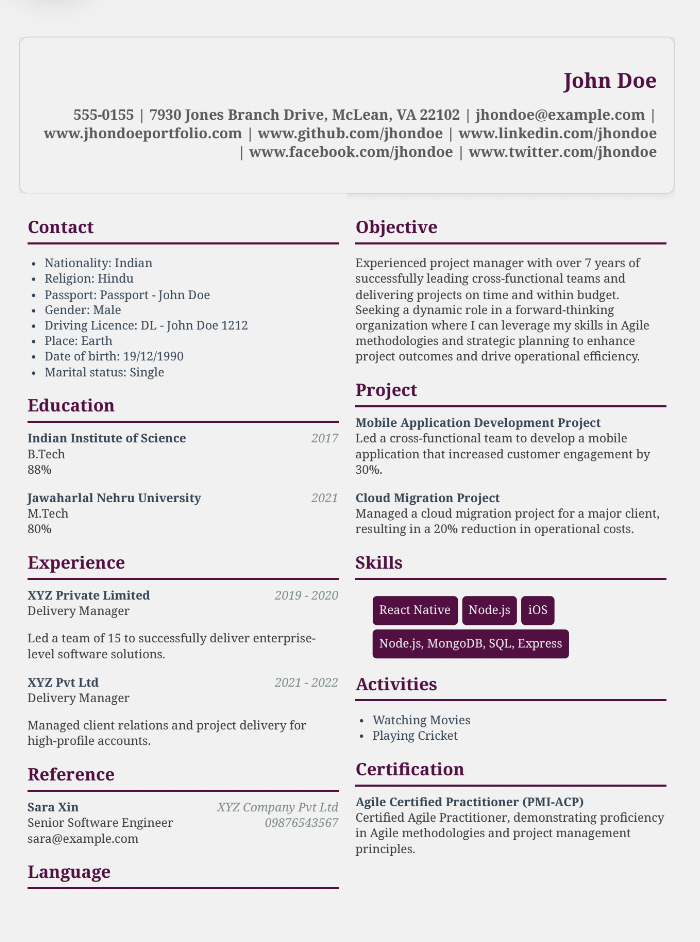 John Doe
555-0155 | 7930 Jones Branch Drive, McLean, VA 22102 | jhondoe@example.com |
www.jhondoeportfolio.com | www.github.com/jhondoe | www.linkedin.com/jhondoe
| www.facebook.com/jhondoe | www.twitter.com/jhondoe
Contact
• Nationality: Indian
• Religion: Hindu
• Passport: Passport - John Doe
• Gender: Male
• Driving Licence: DL - John Doe 1212
• Place: Earth
• Date of birth: 19/12/1990
• Marital status: Single
Education
Indian Institute of Science 2017
B.Tech
88%
Jawaharlal Nehru University 2021
M.Tech
80%
Experience
XYZ Private Limited 2019 - 2020
Delivery Manager
Led a team of 15 to successfully deliver enterprise-
level software solutions.
XYZ Pvt Ltd 2021 - 2022
Delivery Manager
Managed client relations and project delivery for
high-profile accounts.
Reference
Sara Xin XYZ Company Pvt Ltd
Senior Software Engineer 09876543567
sara@example.com
Language
Objective
Experienced project manager with over 7 years of
successfully leading cross-functional teams and
delivering projects on time and within budget.
Seeking a dynamic role in a forward-thinking
organization where I can leverage my skills in Agile
methodologies and strategic planning to enhance
project outcomes and drive operational efficiency.
Project
Mobile Application Development Project
Led a cross-functional team to develop a mobile
application that increased customer engagement by
30%.
Cloud Migration Project
Managed a cloud migration project for a major client,
resulting in a 20% reduction in operational costs.
Skills
React Native Node.js iOS
Node.js, MongoDB, SQL, Express
Activities
• Watching Movies
• Playing Cricket
Certification
Agile Certified Practitioner (PMI-ACP)
Certified Agile Practitioner, demonstrating proficiency
in Agile methodologies and project management
principles.